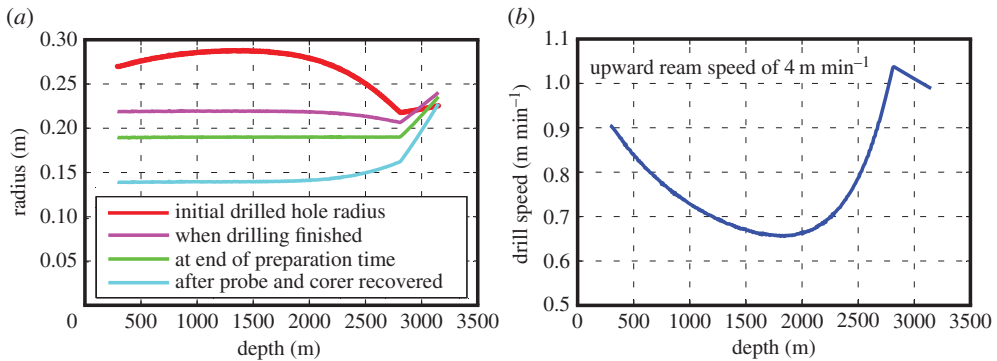 (a)
0.30
0.25
0.20
0.15
0.10
0.05
radius (m)
initial drilled hole radius
when drilling finished
at end of preparation time
after probe and corer recovered
0 500 1000 1500 2000 2500 3000 3500
depth (m)
(b)
1.1
1.0
0.9
0.8
0.7
0.6
0.5
drill speed (m min⁻¹)
upward ream speed of 4 m min⁻¹
0 500 1000 1500 2000 2500 3000 3500
depth (m)